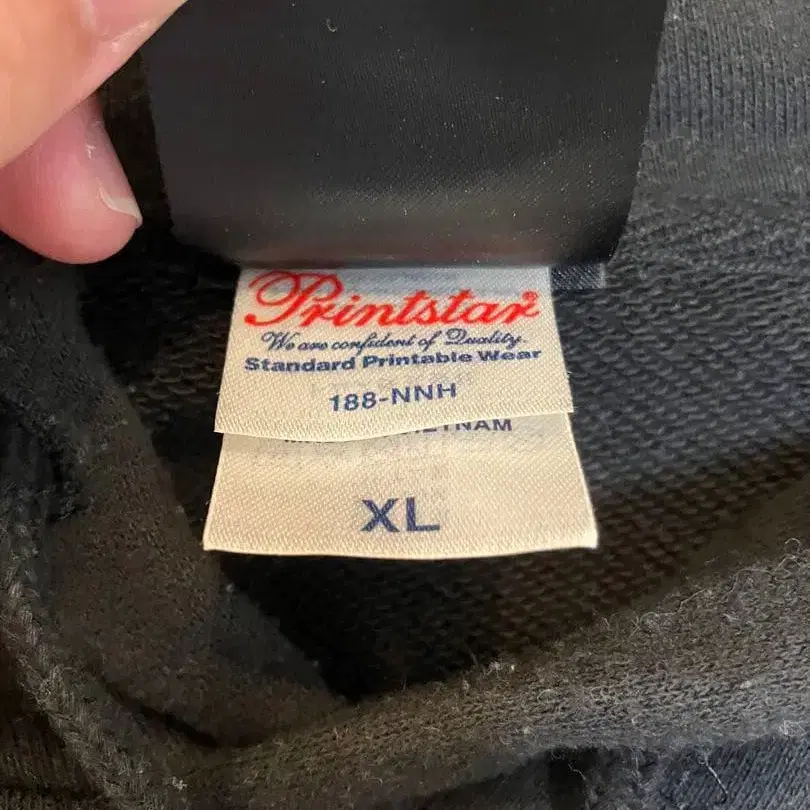 Printstar®
We are confident of Quality.
Standard Printable Wear
188-NNH
XL